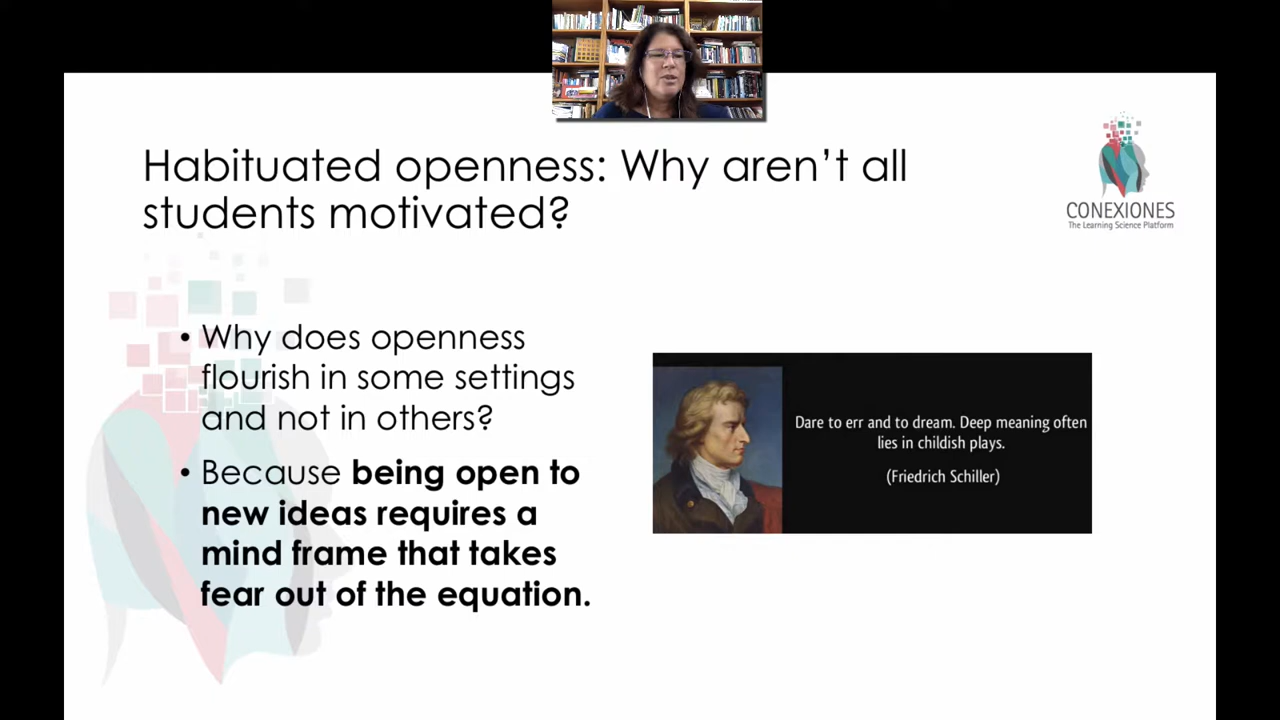 Habituated openness: Why aren’t all
students motivated?
CONEXIONES
The Learning Science Platform
• Why does openness
flourish in some settings
and not in others?
• Because being open to
new ideas requires a
mind frame that takes
fear out of the equation.
Dare to err and to dream. Deep meaning often
lies in childish plays.
(Friedrich Schiller)